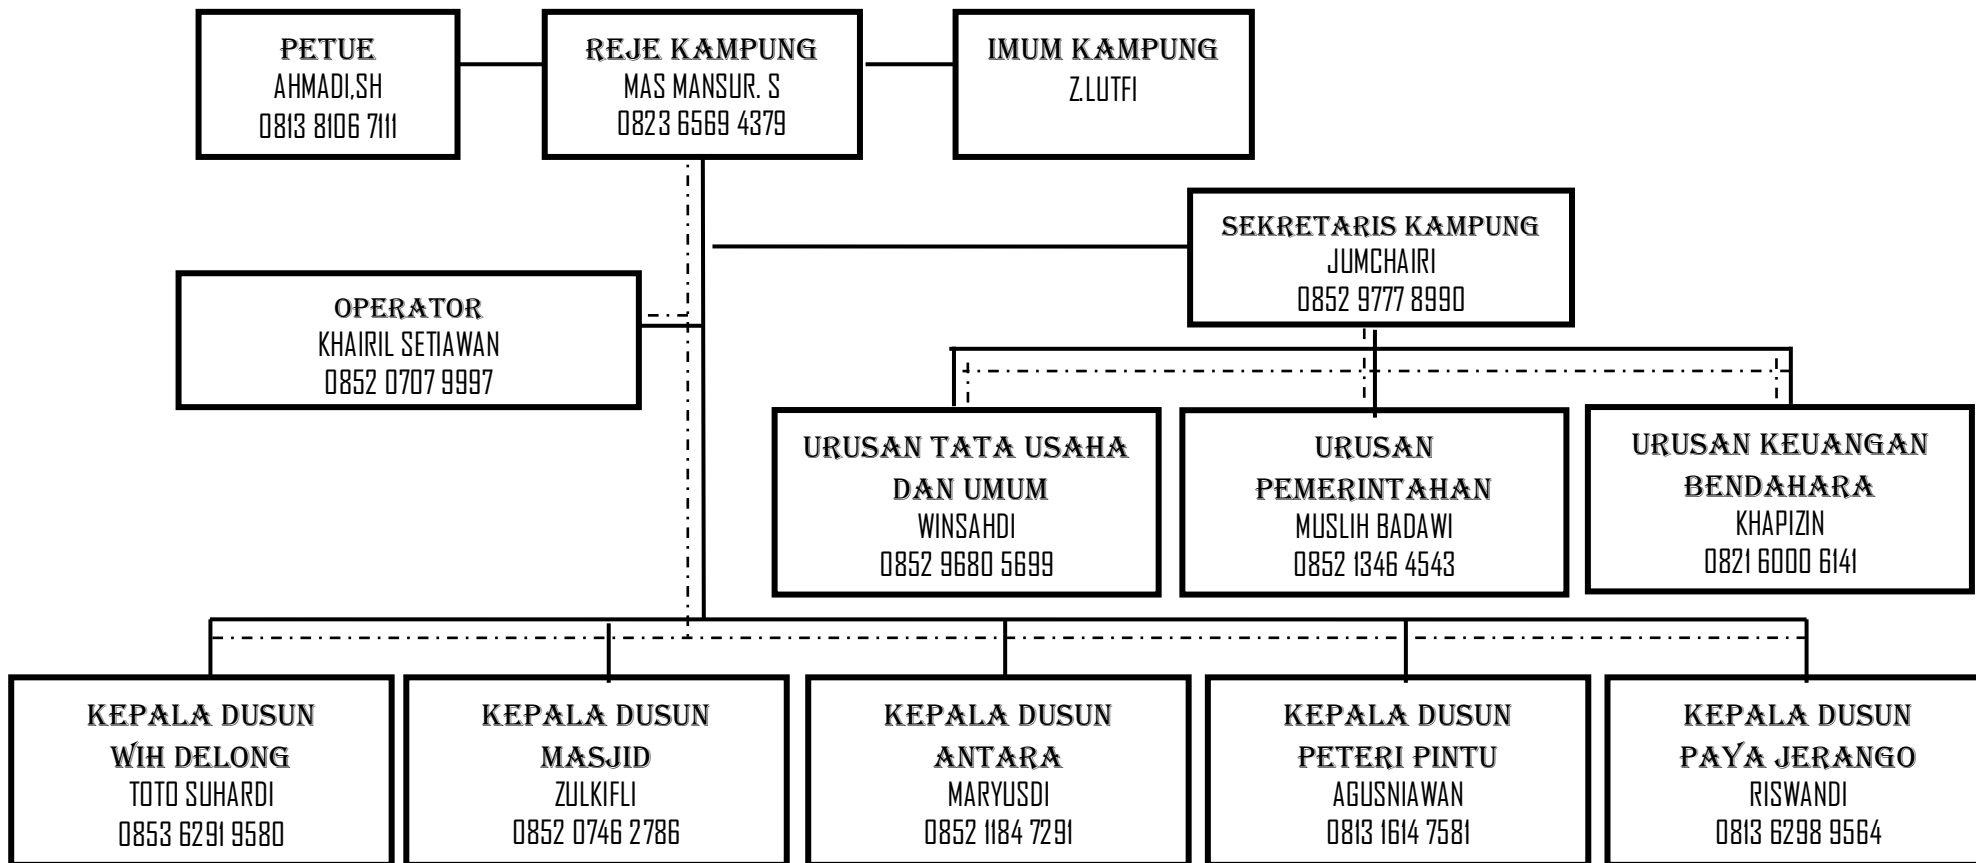 PETUE
AHMADI,SH
0813 8106 7111
REJE KAMPUNG
MAS MANSUR. S
0823 6569 4379
IMUM KAMPUNG
Z.LUTFI
SEKRETARIS KAMPUNG
JUMCHAIRI
0852 9777 8990
OPERATOR
KHAIRIL SETIAWAN
0852 0707 9997
URUSAN TATA USAHA
DAN UMUM
WINSAHDI
0852 9680 5699
URUSAN
PEMERINTAHAN
MUSLIH BADAWI
0852 1346 4543
URUSAN KEUANGAN
BENDAHARA
KHAPIZIN
0821 6000 6141
KEPALA DUSUN
WIH DELONG
TOTO SUHARDI
0853 6291 9580
KEPALA DUSUN
MASJID
ZULKIFLI
0852 0746 2786
KEPALA DUSUN
ANTARA
MARYUSDI
0852 1184 7291
KEPALA DUSUN
PETERI PINTU
AGUSNIAWAN
0813 1614 7581
KEPALA DUSUN
PAYA JERANGO
RISWANDI
0813 6298 9564